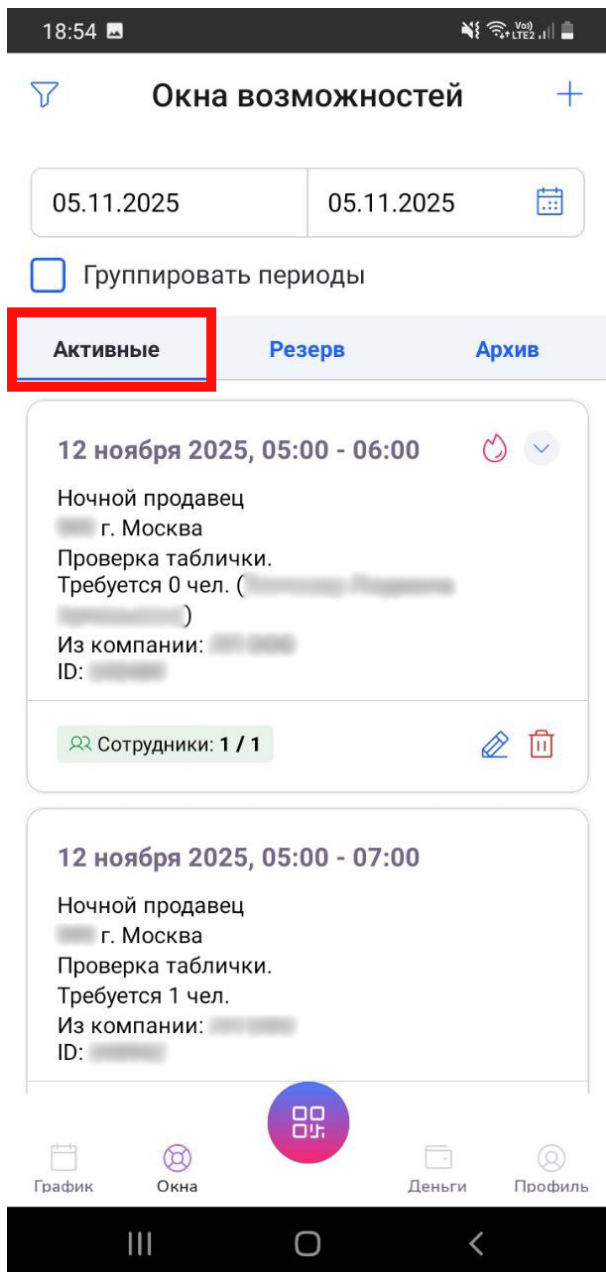 18:54
Vo))
LTE2
Окна возможностей
05.11.2025
05.11.2025
Группировать периоды
Активные
Резерв
Архив
12 ноября 2025, 05:00 - 06:00
Ночной продавец
г. Москва
Проверка таблички.
Требуется 0 чел. (
)
Из компании:
ID:
Сотрудники: 1 / 1
12 ноября 2025, 05:00 - 07:00
Ночной продавец
г. Москва
Проверка таблички.
Требуется 1 чел.
Из компании:
ID:
График
Окна
Деньги
Профиль